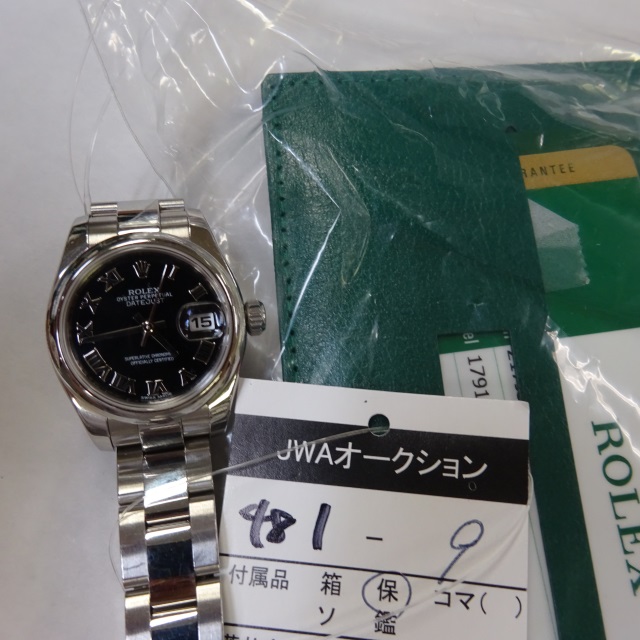 ROLEX
OYSTER PERPETUAL
DATEJUST
15
SUPERLATIVE CHRONOMETER
OFFICIALLY CERTIFIED
ROLEX
1791
JWAオークション
481 - 9
付属品 箱 保 コマ( )
ソ 鑑